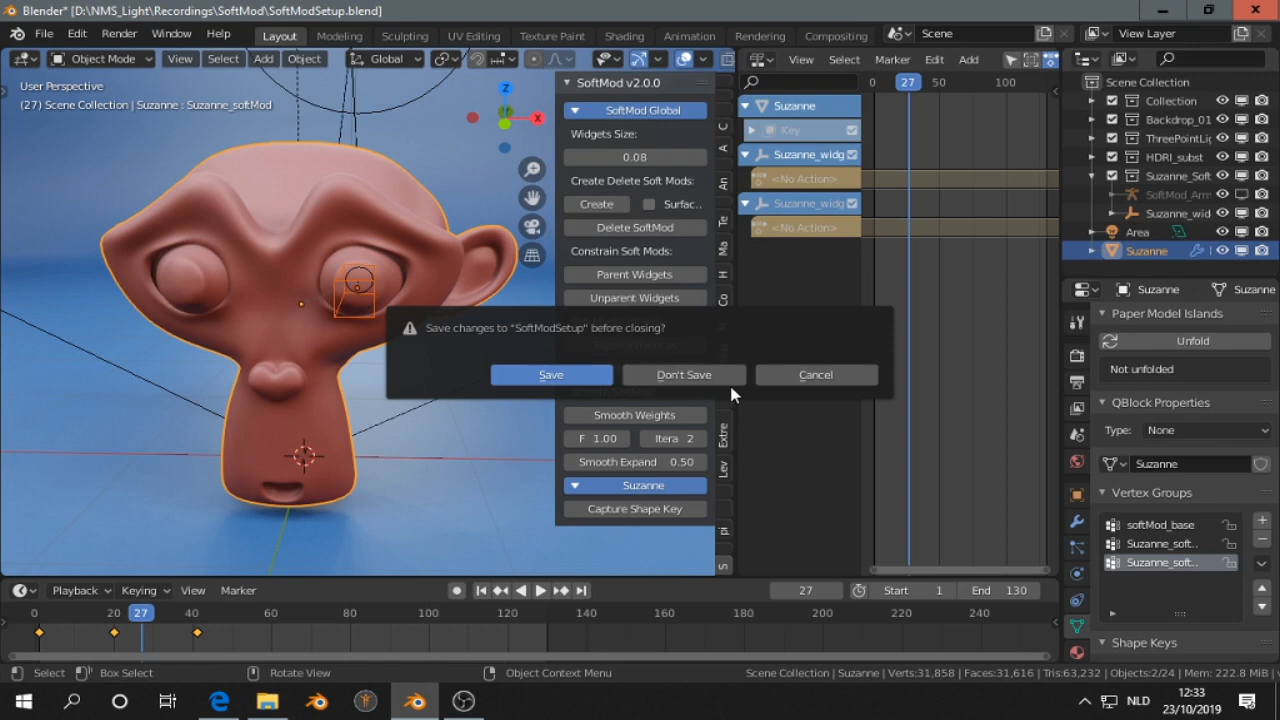 Blender* [D:\NMS_Light\Recordings\SoftMod\SoftModSetup.blend]
File Edit Render Window Help Layout Modeling Sculpting UV Editing Texture Paint Shading Animation Rendering Compositing Scene View Layer
Object Mode View Select Add Object Global View Select Marker Edit Add
User Perspective
(27) Scene Collection | Suzanne : Suzanne_softMod
Z
X
SoftMod v2.0.0
SoftMod Global
Widgets Size:
0.08
Create Delete Soft Mods:
Create Surfac..
Delete SoftMod
Constrain Soft Mods:
Parent Widgets
Unparent Widgets
Smooth Weights
F 1.00 Itera 2
Smooth Expand 0.50
Suzanne
Capture Shape Key
C
A
An
Te
Ma
H
Co
Extre
Lev
pi
S
0 27 50 100
Suzanne
Key
Suzanne_widg
<No Action>
Suzanne_widg
<No Action>
Save changes to "SoftModSetup" before closing?
Save Don't Save Cancel
Scene Collection
Collection
Backdrop_01
ThreePointLi
HDRI_subst
Suzanne_Soft
SoftMod_Arm
Suzanne_wid
Area
Suzanne
Suzanne Suzanne
Paper Model Islands
Unfold
Not unfolded
QBlock Properties
Type: None
Suzanne
Vertex Groups
softMod_base
Suzanne_soft..
Suzanne_soft..
Shape Keys
Playback Keying View Marker 27 Start 1 End 130
0 20 27 40 60 80 100 120 140 160 180 200 220 240
Select Box Select Rotate View Object Context Menu Scene Collection | Suzanne | Verts:31,858 | Faces:31,616 | Tris:63,232 | Objects:2/24 | Mem: 222.8 MiB
NLD
12:33
23/10/2019